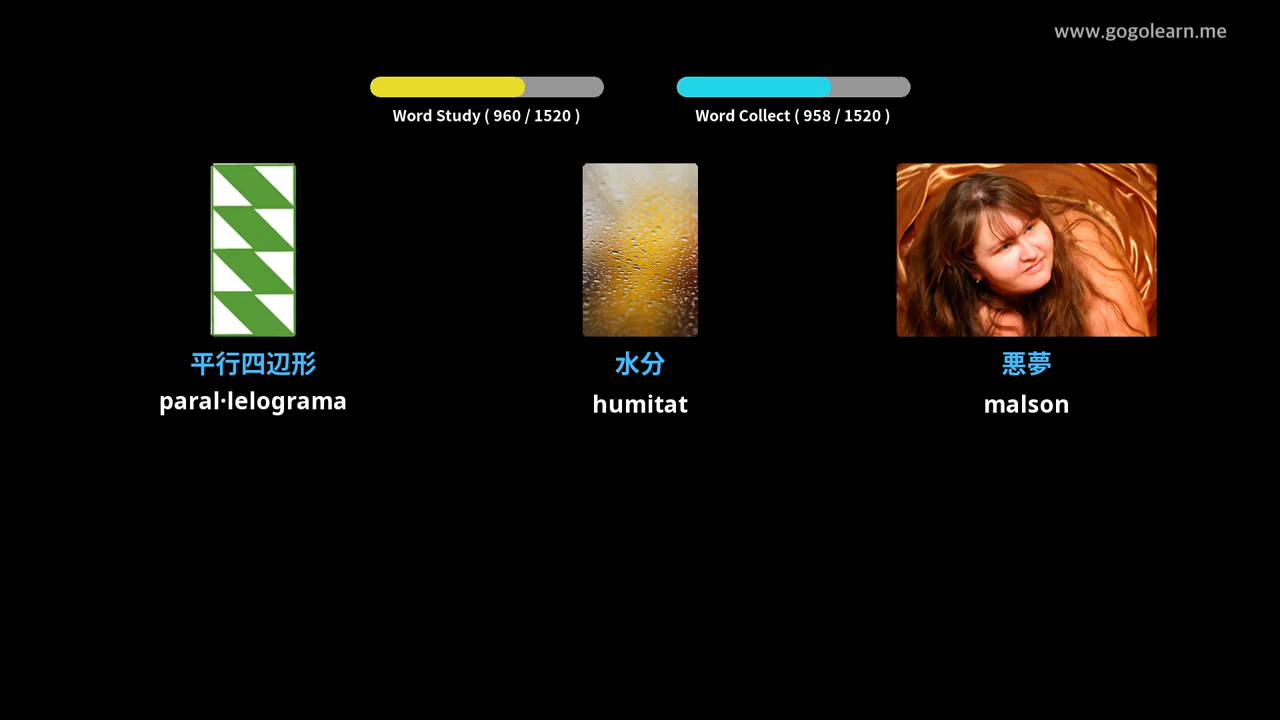 www.gogolearn.me
Word Study ( 960 / 1520 )
Word Collect ( 958 / 1520 )
平行四辺形
paral·lelograma
水分
humitat
悪夢
malson